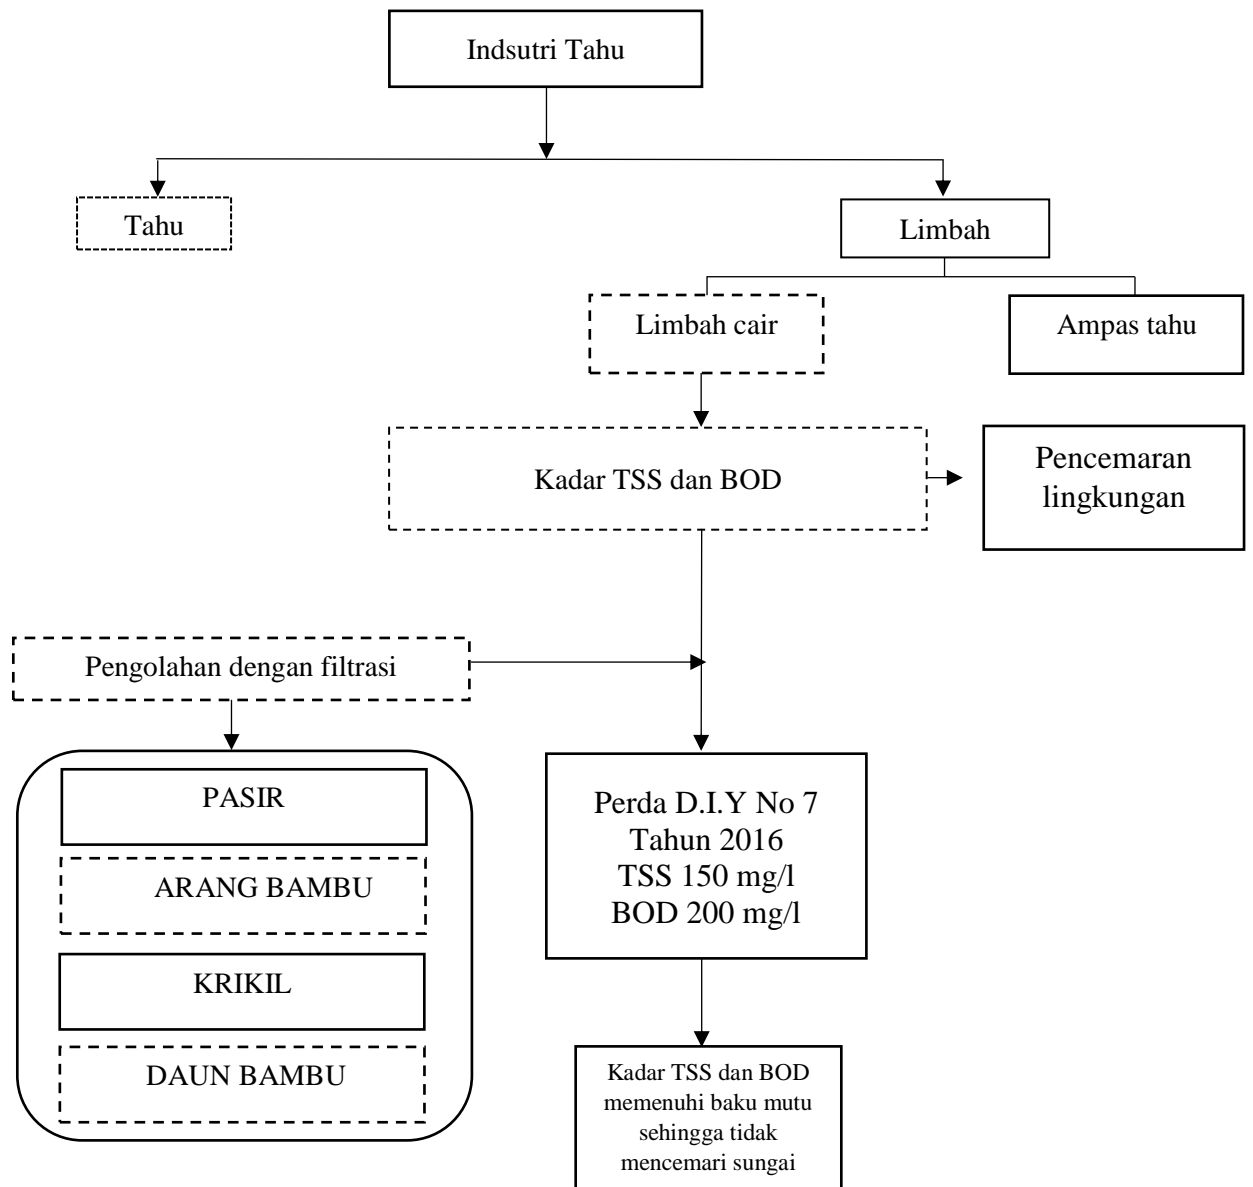 Indsutri Tahu
Tahu
Limbah
Limbah cair
Ampas tahu
Kadar TSS dan BOD
Pencemaran
lingkungan
Pengolahan dengan filtrasi
PASIR
ARANG BAMBU
KRIKIL
DAUN BAMBU
Perda D.I.Y No 7
Tahun 2016
TSS 150 mg/l
BOD 200 mg/l
Kadar TSS dan BOD
memenuhi baku mutu
sehingga tidak
mencemari sungai